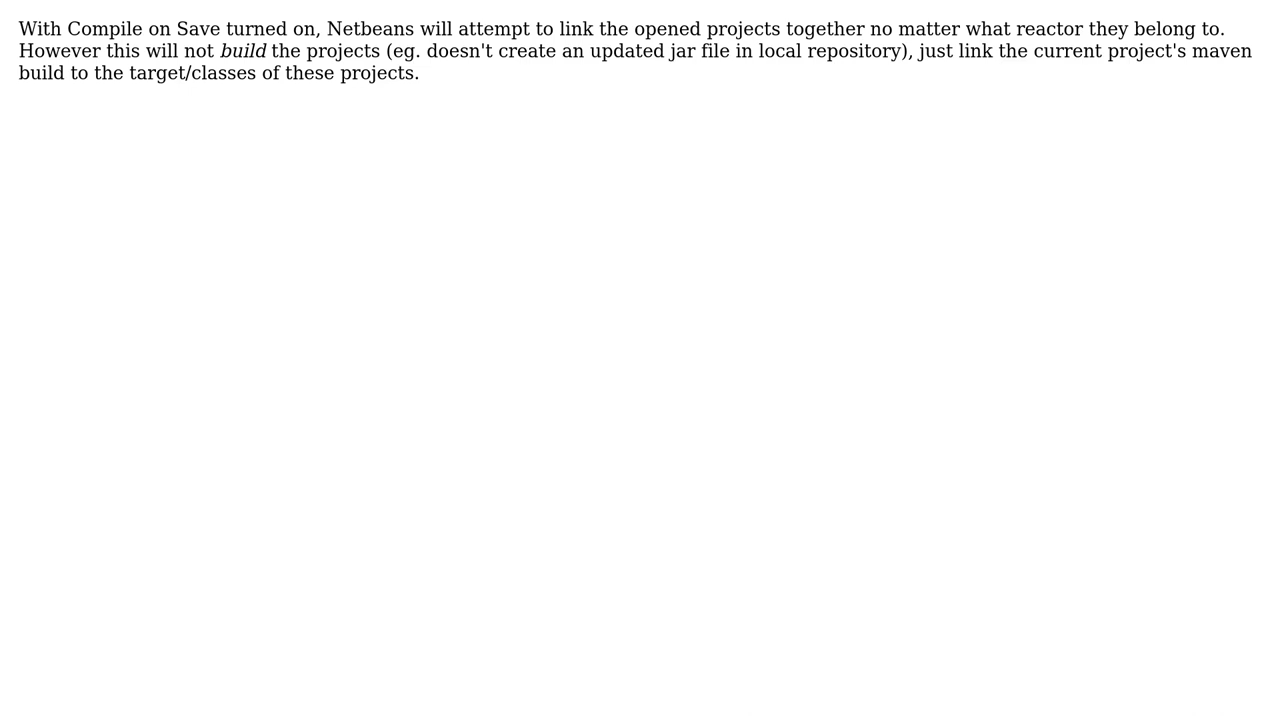 With Compile on Save turned on, Netbeans will attempt to link the opened projects together no matter what reactor they belong to.
However this will not build the projects (eg. doesn't create an updated jar file in local repository), just link the current project's maven
build to the target/classes of these projects.